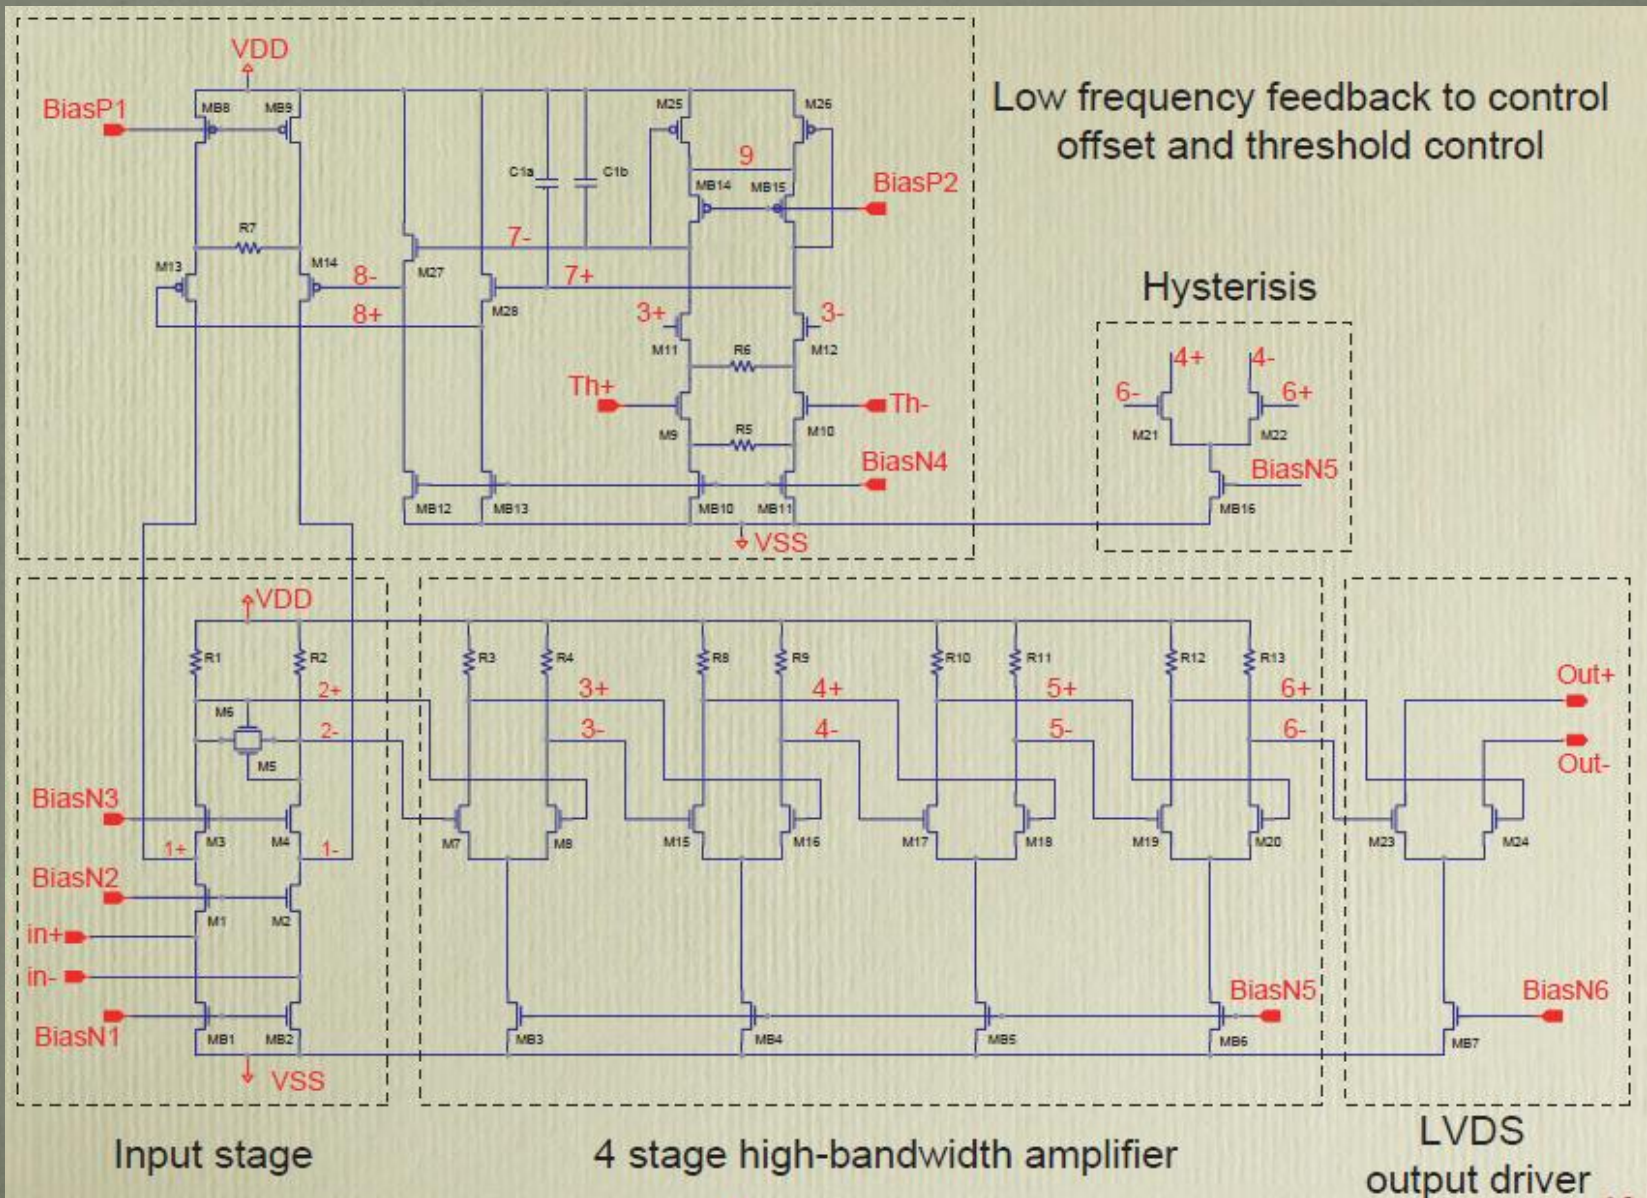 VDD
BiasP1
MB8
MB9
M25
M26
Low frequency feedback to control
offset and threshold control
9
C1a
C1b
MB14
MB15
BiasP2
R7
7-
M13
M14
M27
8-
7+
8+
M28
3+
3-
M11
M12
R6
Th+
Th-
M9
M10
R5
BiasN4
MB12
MB13
MB10
MB11
VSS
Hysterisis
4+
4-
6-
6+
M21
M22
BiasN5
MB16
VDD
R1
R2
2+
M6
2-
M5
BiasN3
M3
M4
1+
1-
BiasN2
M1
M2
in+
in-
BiasN1
MB1
MB2
VSS
Input stage
R3
R4
R8
R9
R10
R11
R12
R13
3+
4+
5+
6+
3-
4-
5-
6-
M7
M8
M15
M16
M17
M18
M19
M20
BiasN5
MB3
MB4
MB5
MB6
4 stage high-bandwidth amplifier
Out+
Out-
M23
M24
BiasN6
MB7
LVDS
output driver